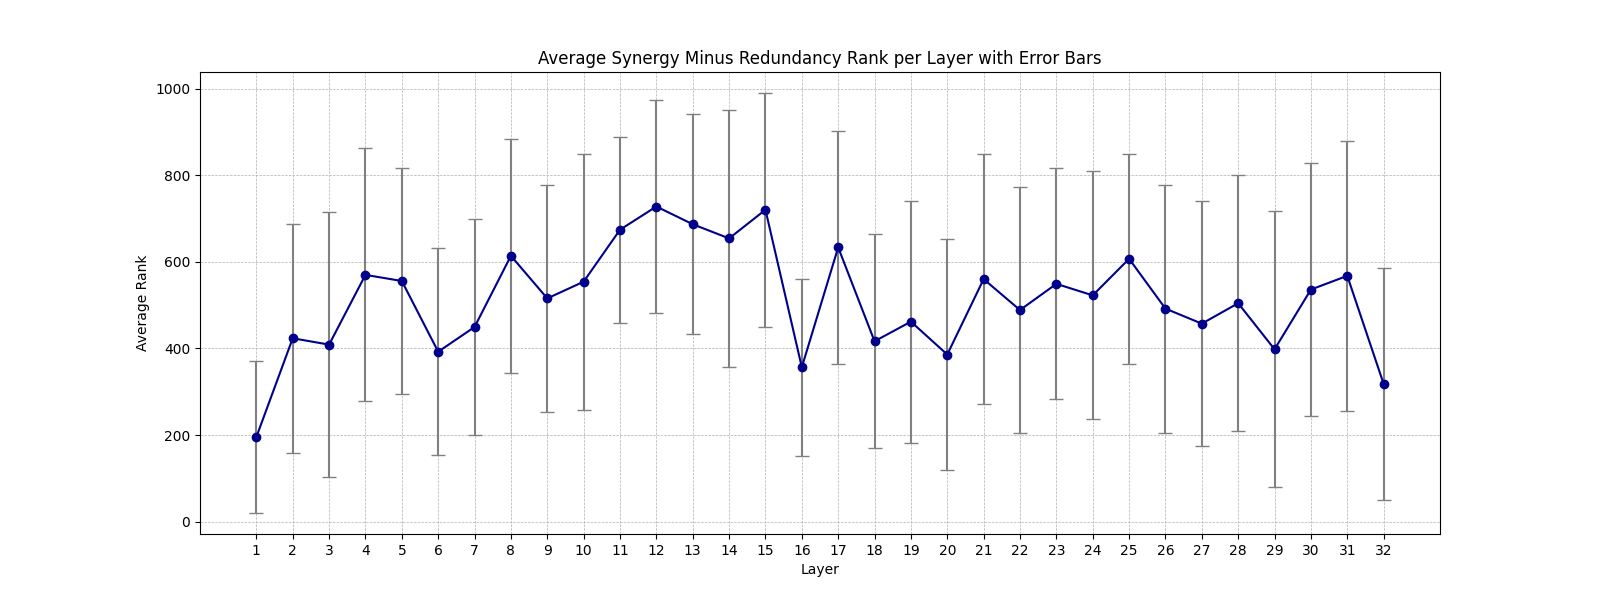 Average Synergy Minus Redundancy Rank per Layer with Error Bars
1000
800
600
400
200
0
Average Rank
1 2 3 4 5 6 7 8 9 10 11 12 13 14 15 16 17 18 19 20 21 22 23 24 25 26 27 28 29 30 31 32
Layer